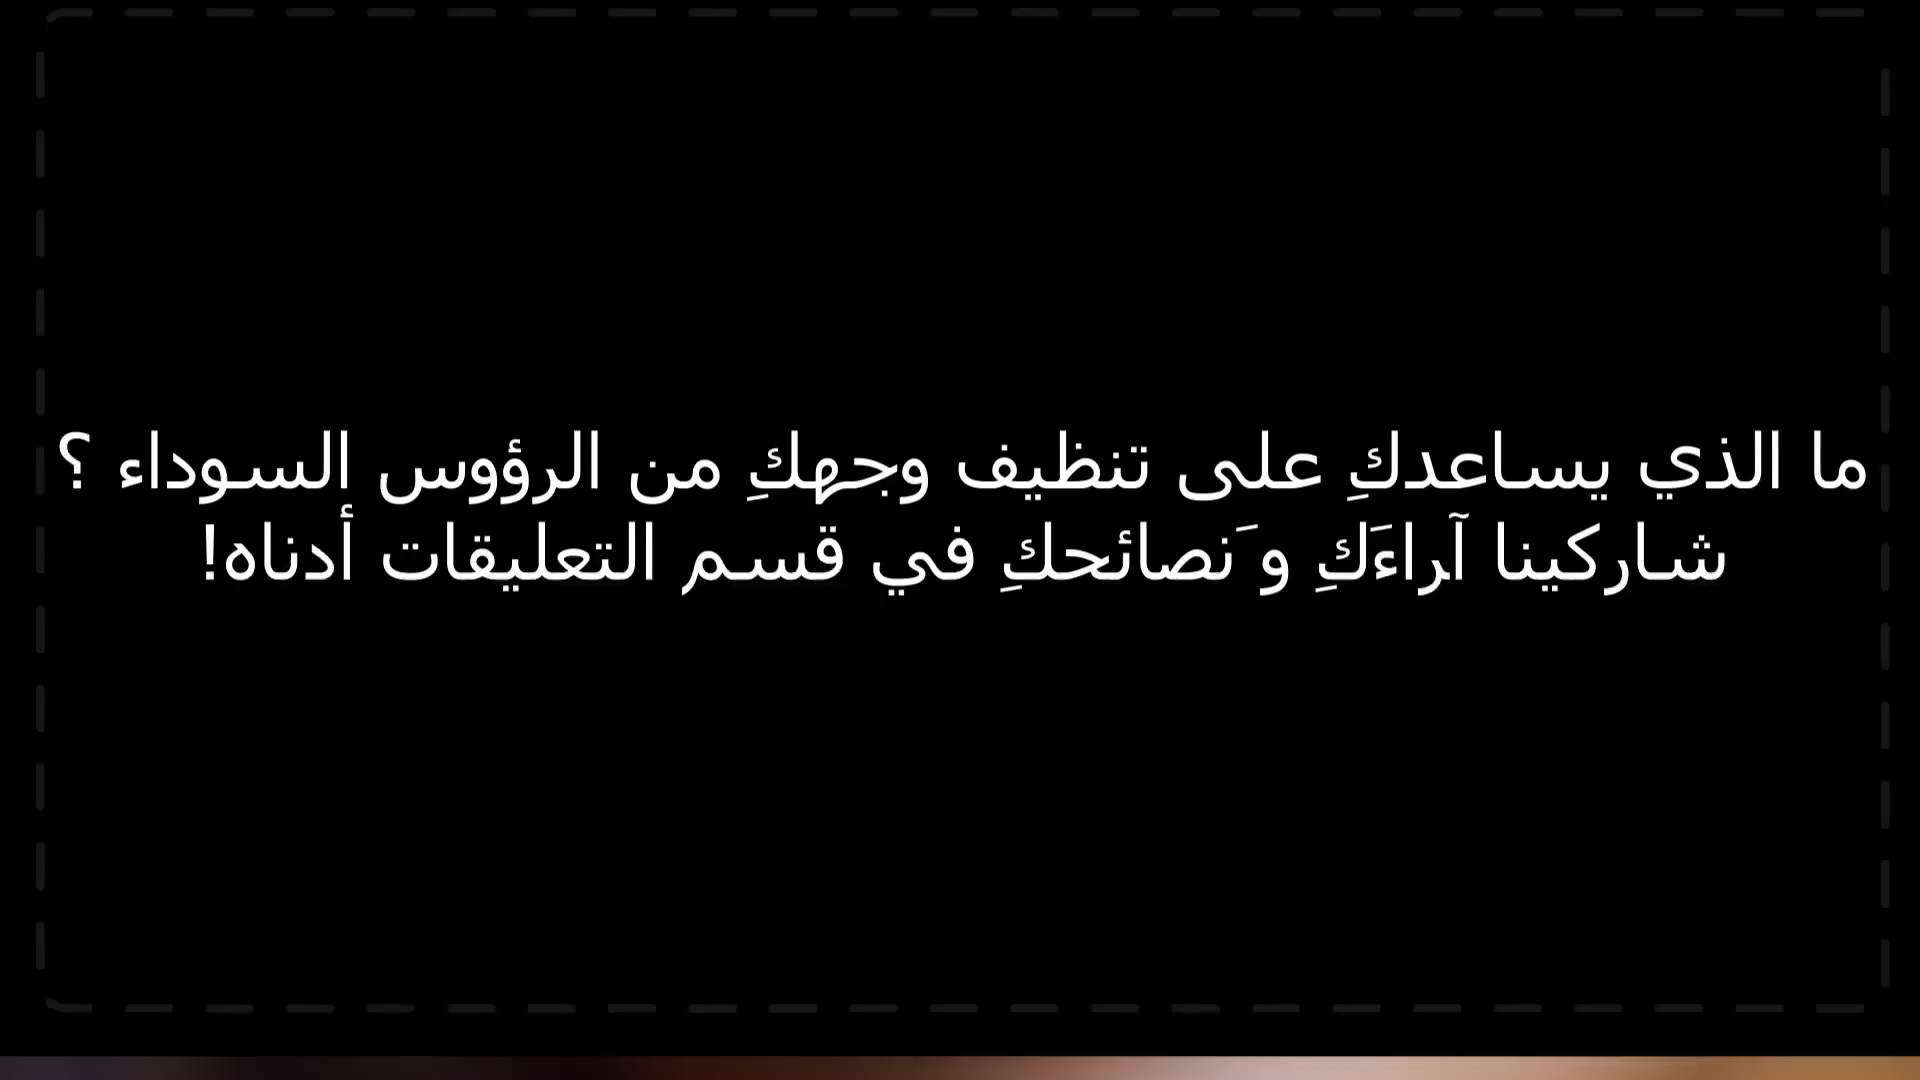 ما الذي يساعدكِ على تنظيف وجهكِ من الرؤوس السوداء ؟
شاركينا آراءَكِ و َنصائحكِ في قسم التعليقات أدناه!